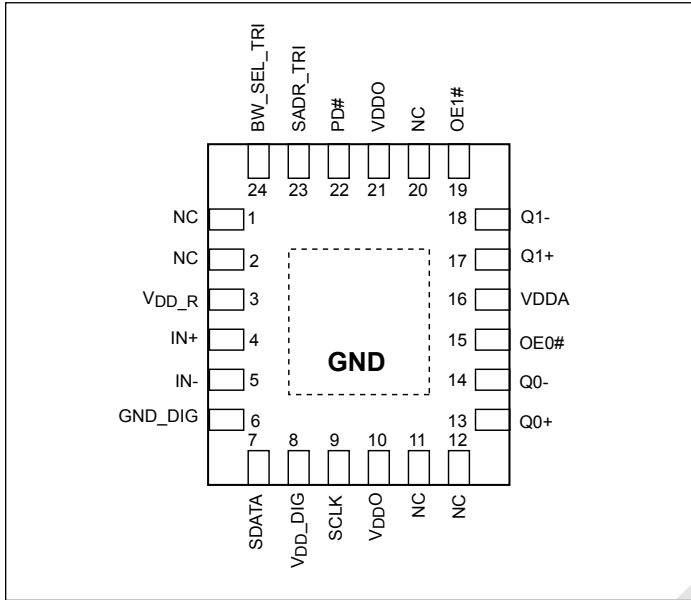 BW_SEL_TRI
SADR_TRI
PD#
VDDO
NC
OE1#
24 23 22 21 20 19
NC 1 18 Q1-
NC 2 17 Q1+
VDD_R 3 16 VDDA
IN+ 4 15 OE0#
GND
IN- 5 14 Q0-
GND_DIG 6 13 Q0+
7 8 9 10 11 12
SDATA
VDD_DIG
SCLK
VDDO
NC
NC